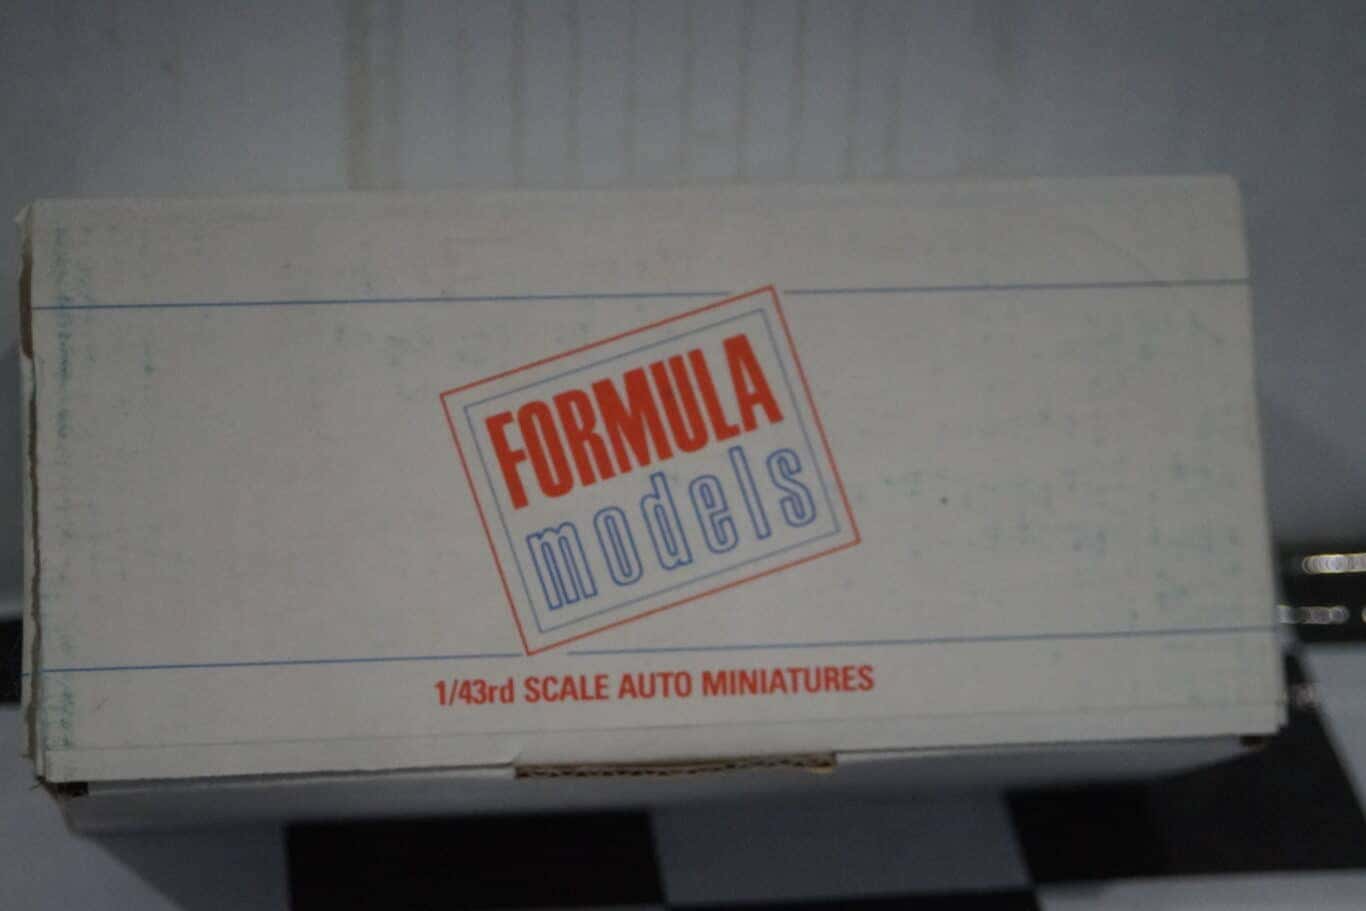 FORMULA
models
1/43rd SCALE AUTO MINIATURES